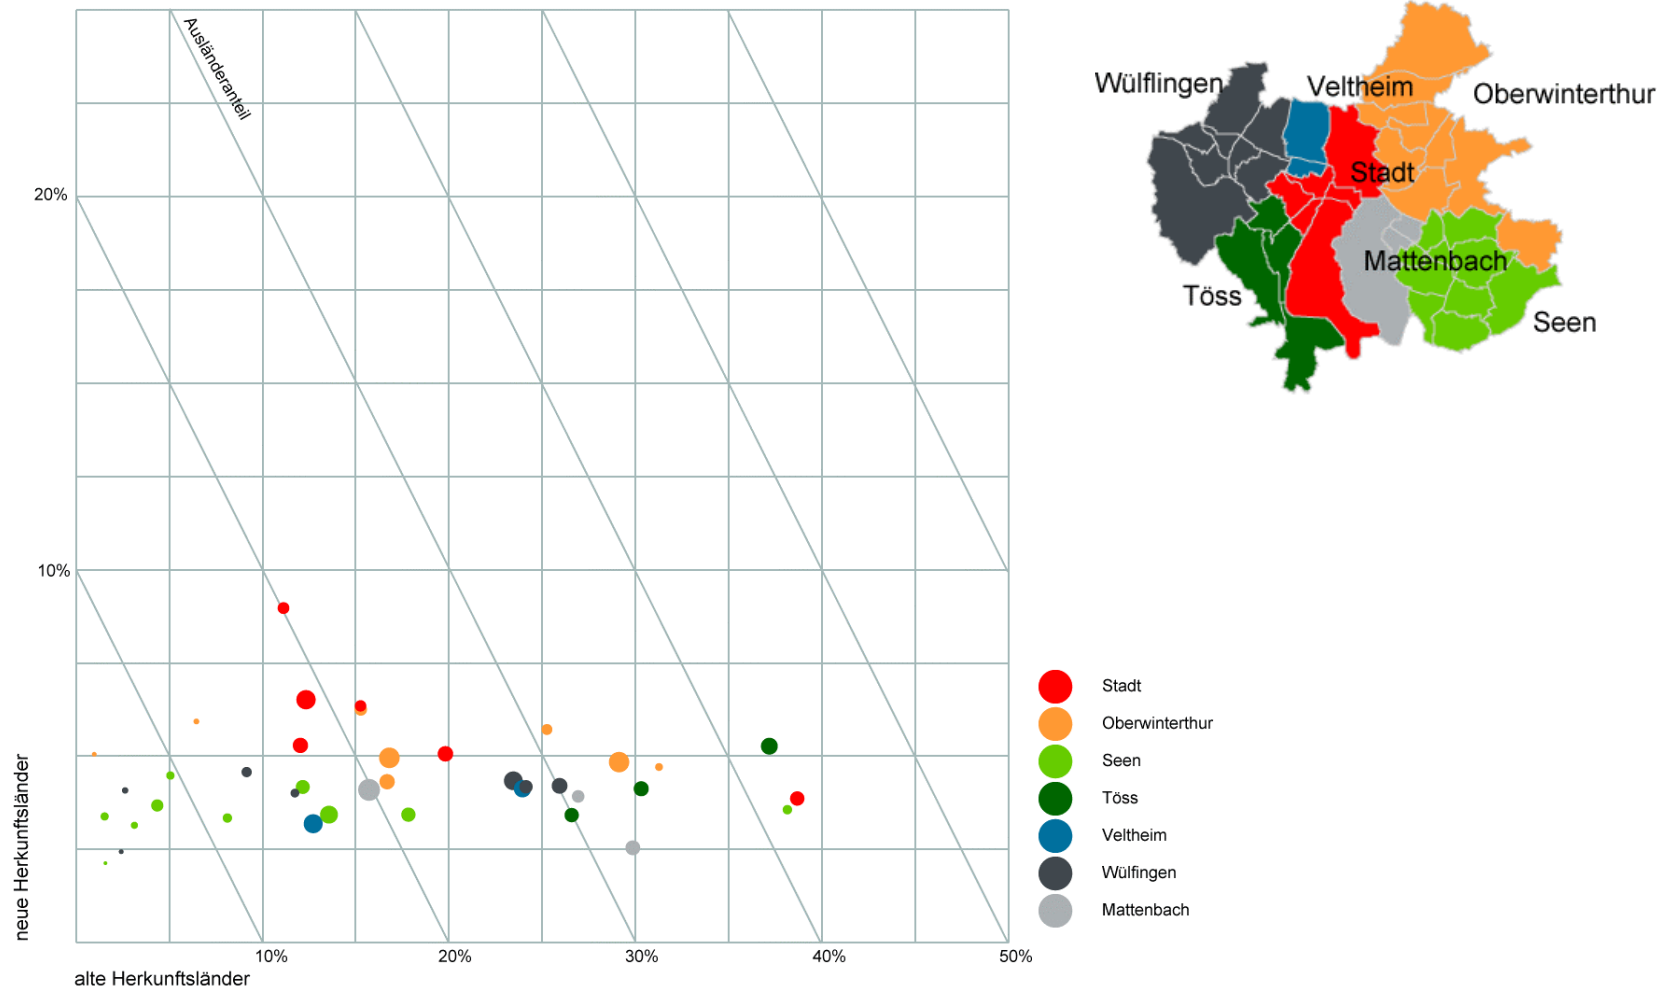 Ausländeranteil
20%
10%
neue Herkunftsländer
10%
20%
30%
40%
50%
alte Herkunftsländer
Wülflingen
Veltheim
Oberwinterthur
Stadt
Mattenbach
Töss
Seen
Stadt
Oberwinterthur
Seen
Töss
Veltheim
Wülfingen
Mattenbach